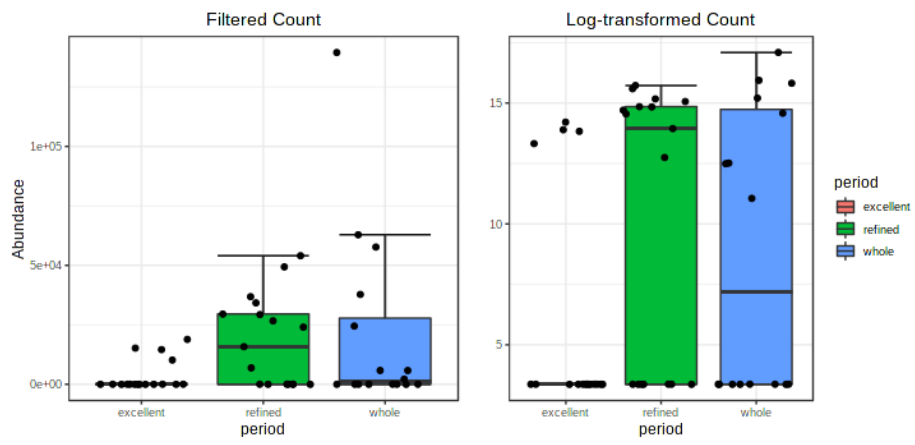 Filtered Count
Log-transformed Count
Abundance
1e+05
5e+04
0e+00
excellent
refined
whole
period
15
10
5
excellent
refined
whole
period
period
excellent
refined
whole